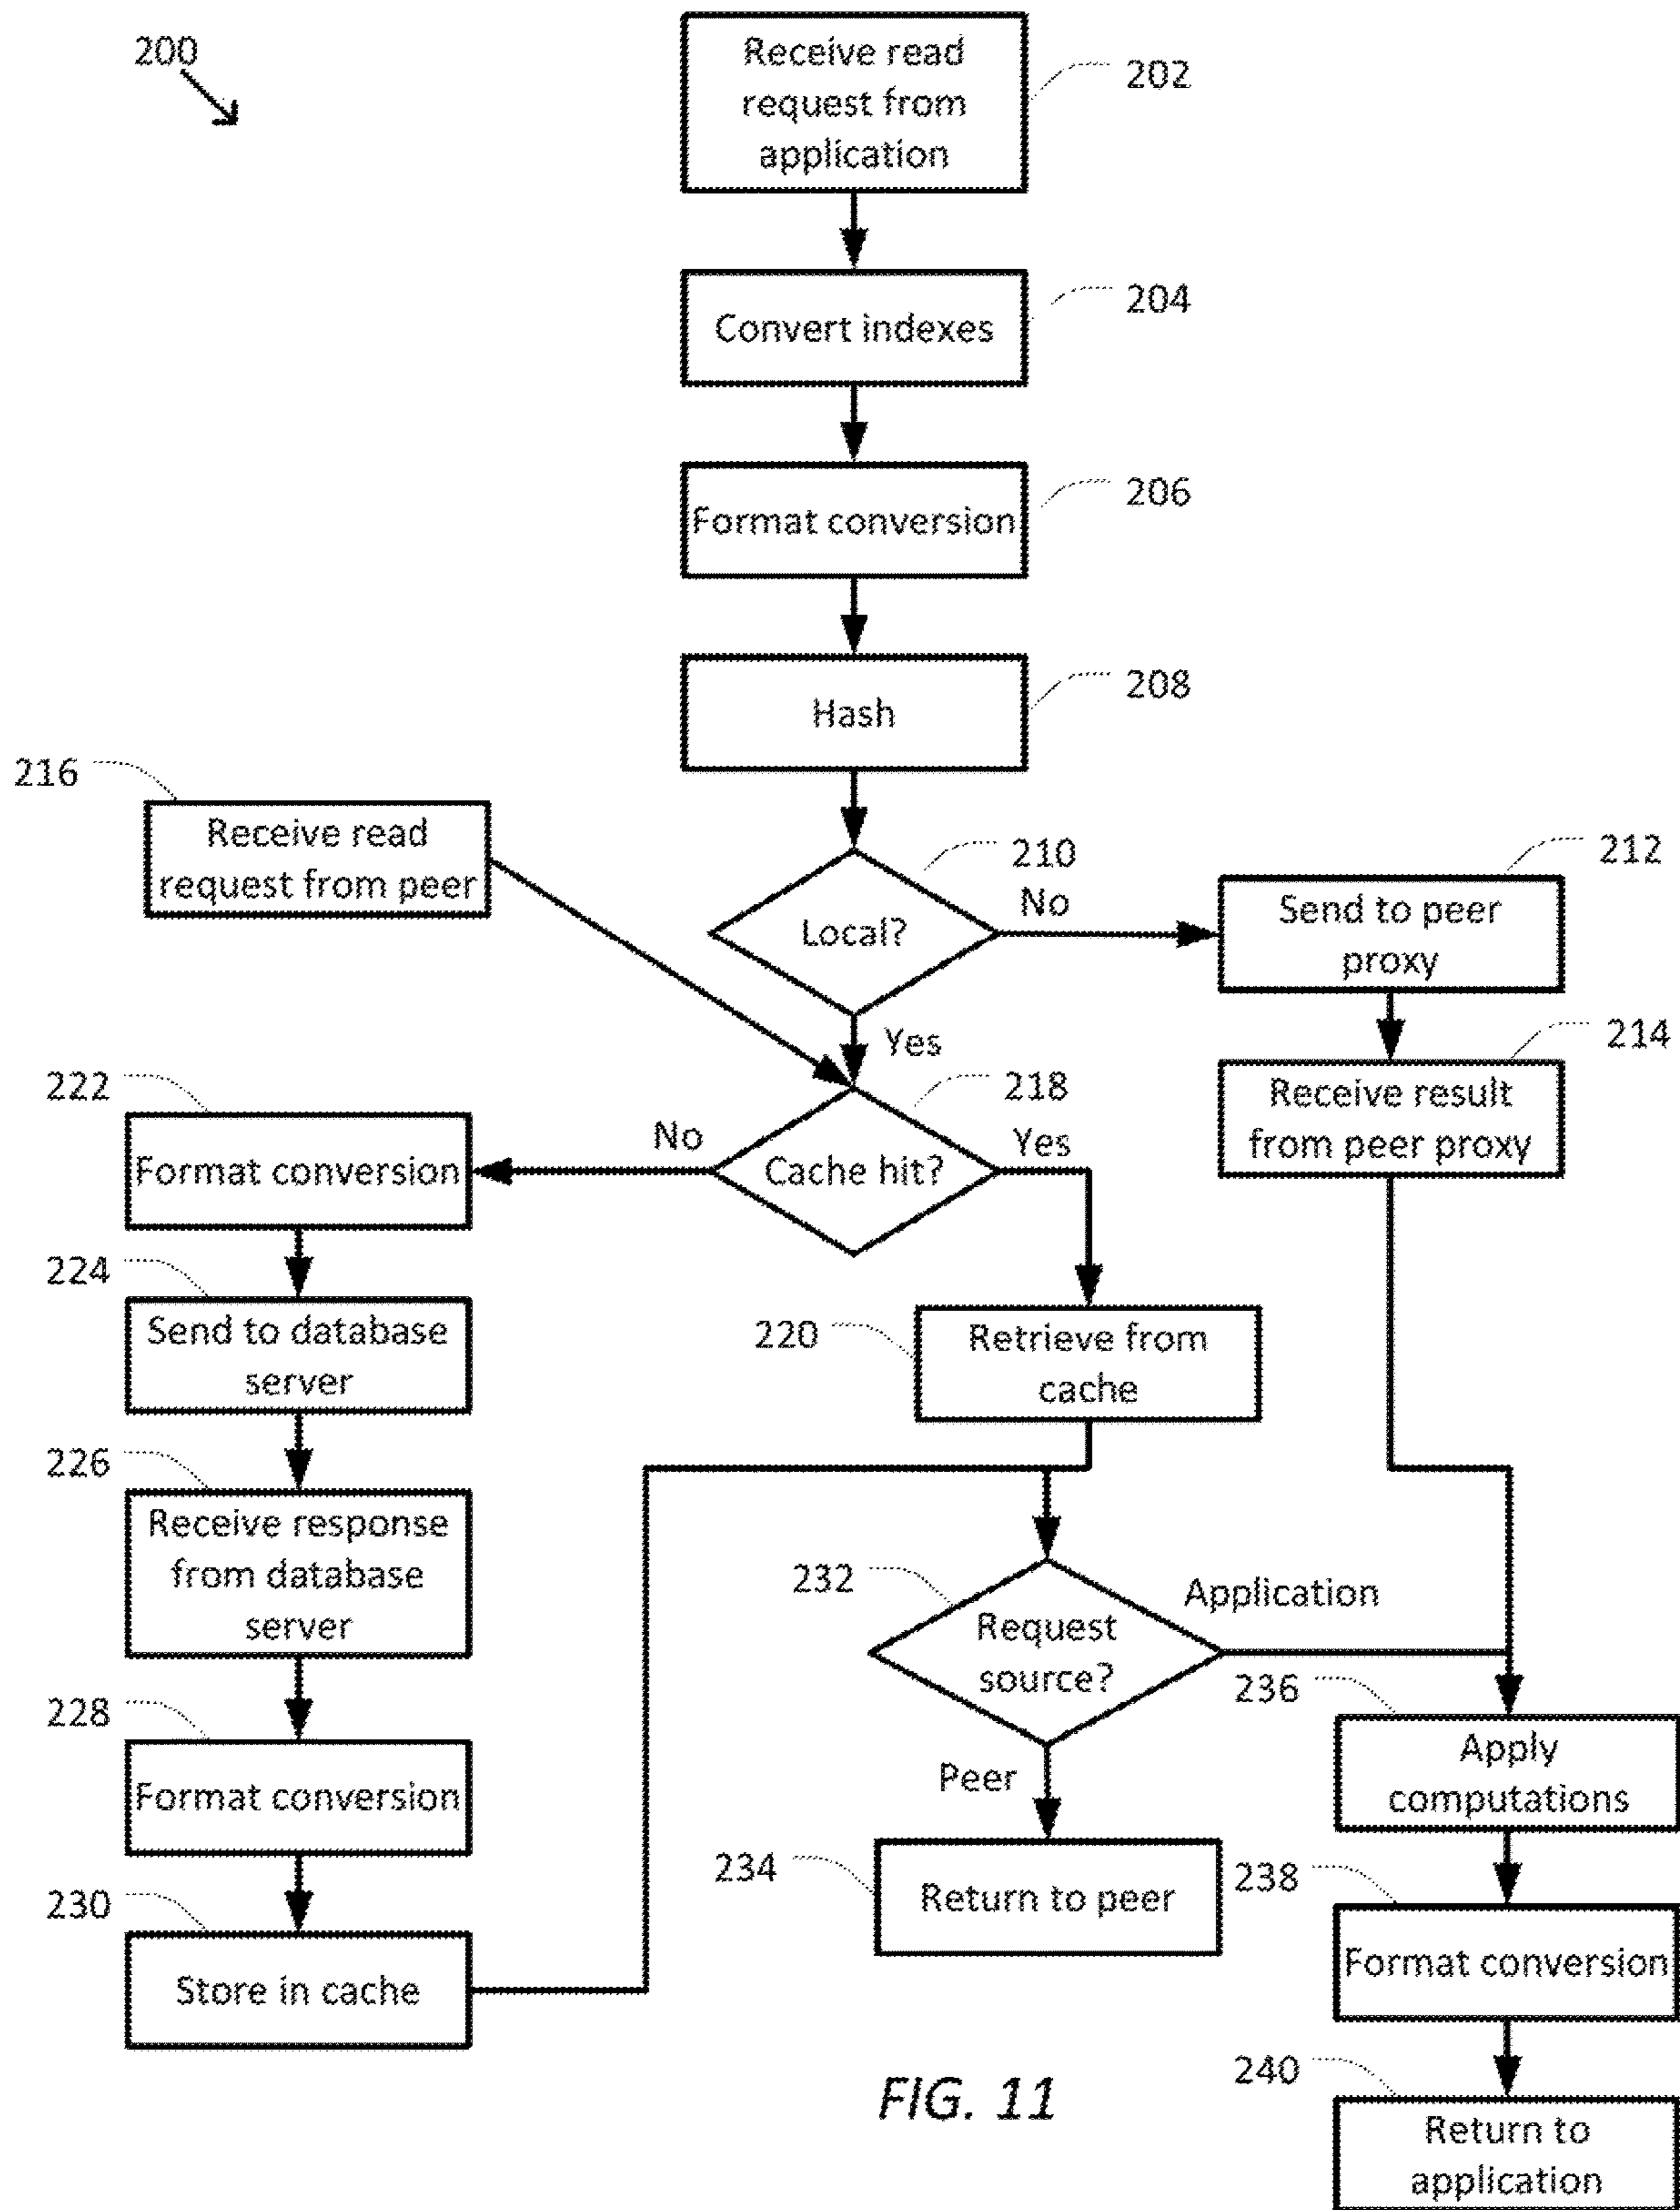 200
Receive read
request from
application
202
Convert indexes
204
Format conversion
206
Hash
208
216
Receive read
request from peer
210
Local?
No
Yes
212
Send to peer
proxy
214
Receive result
from peer proxy
218
Cache hit?
No
Yes
222
Format conversion
224
Send to database
server
220
Retrieve from
cache
226
Receive response
from database
server
232
Request
source?
Application
Peer
228
Format conversion
236
Apply
computations
230
Store in cache
234
Return to peer
238
Format conversion
240
Return to
application
FIG. 11